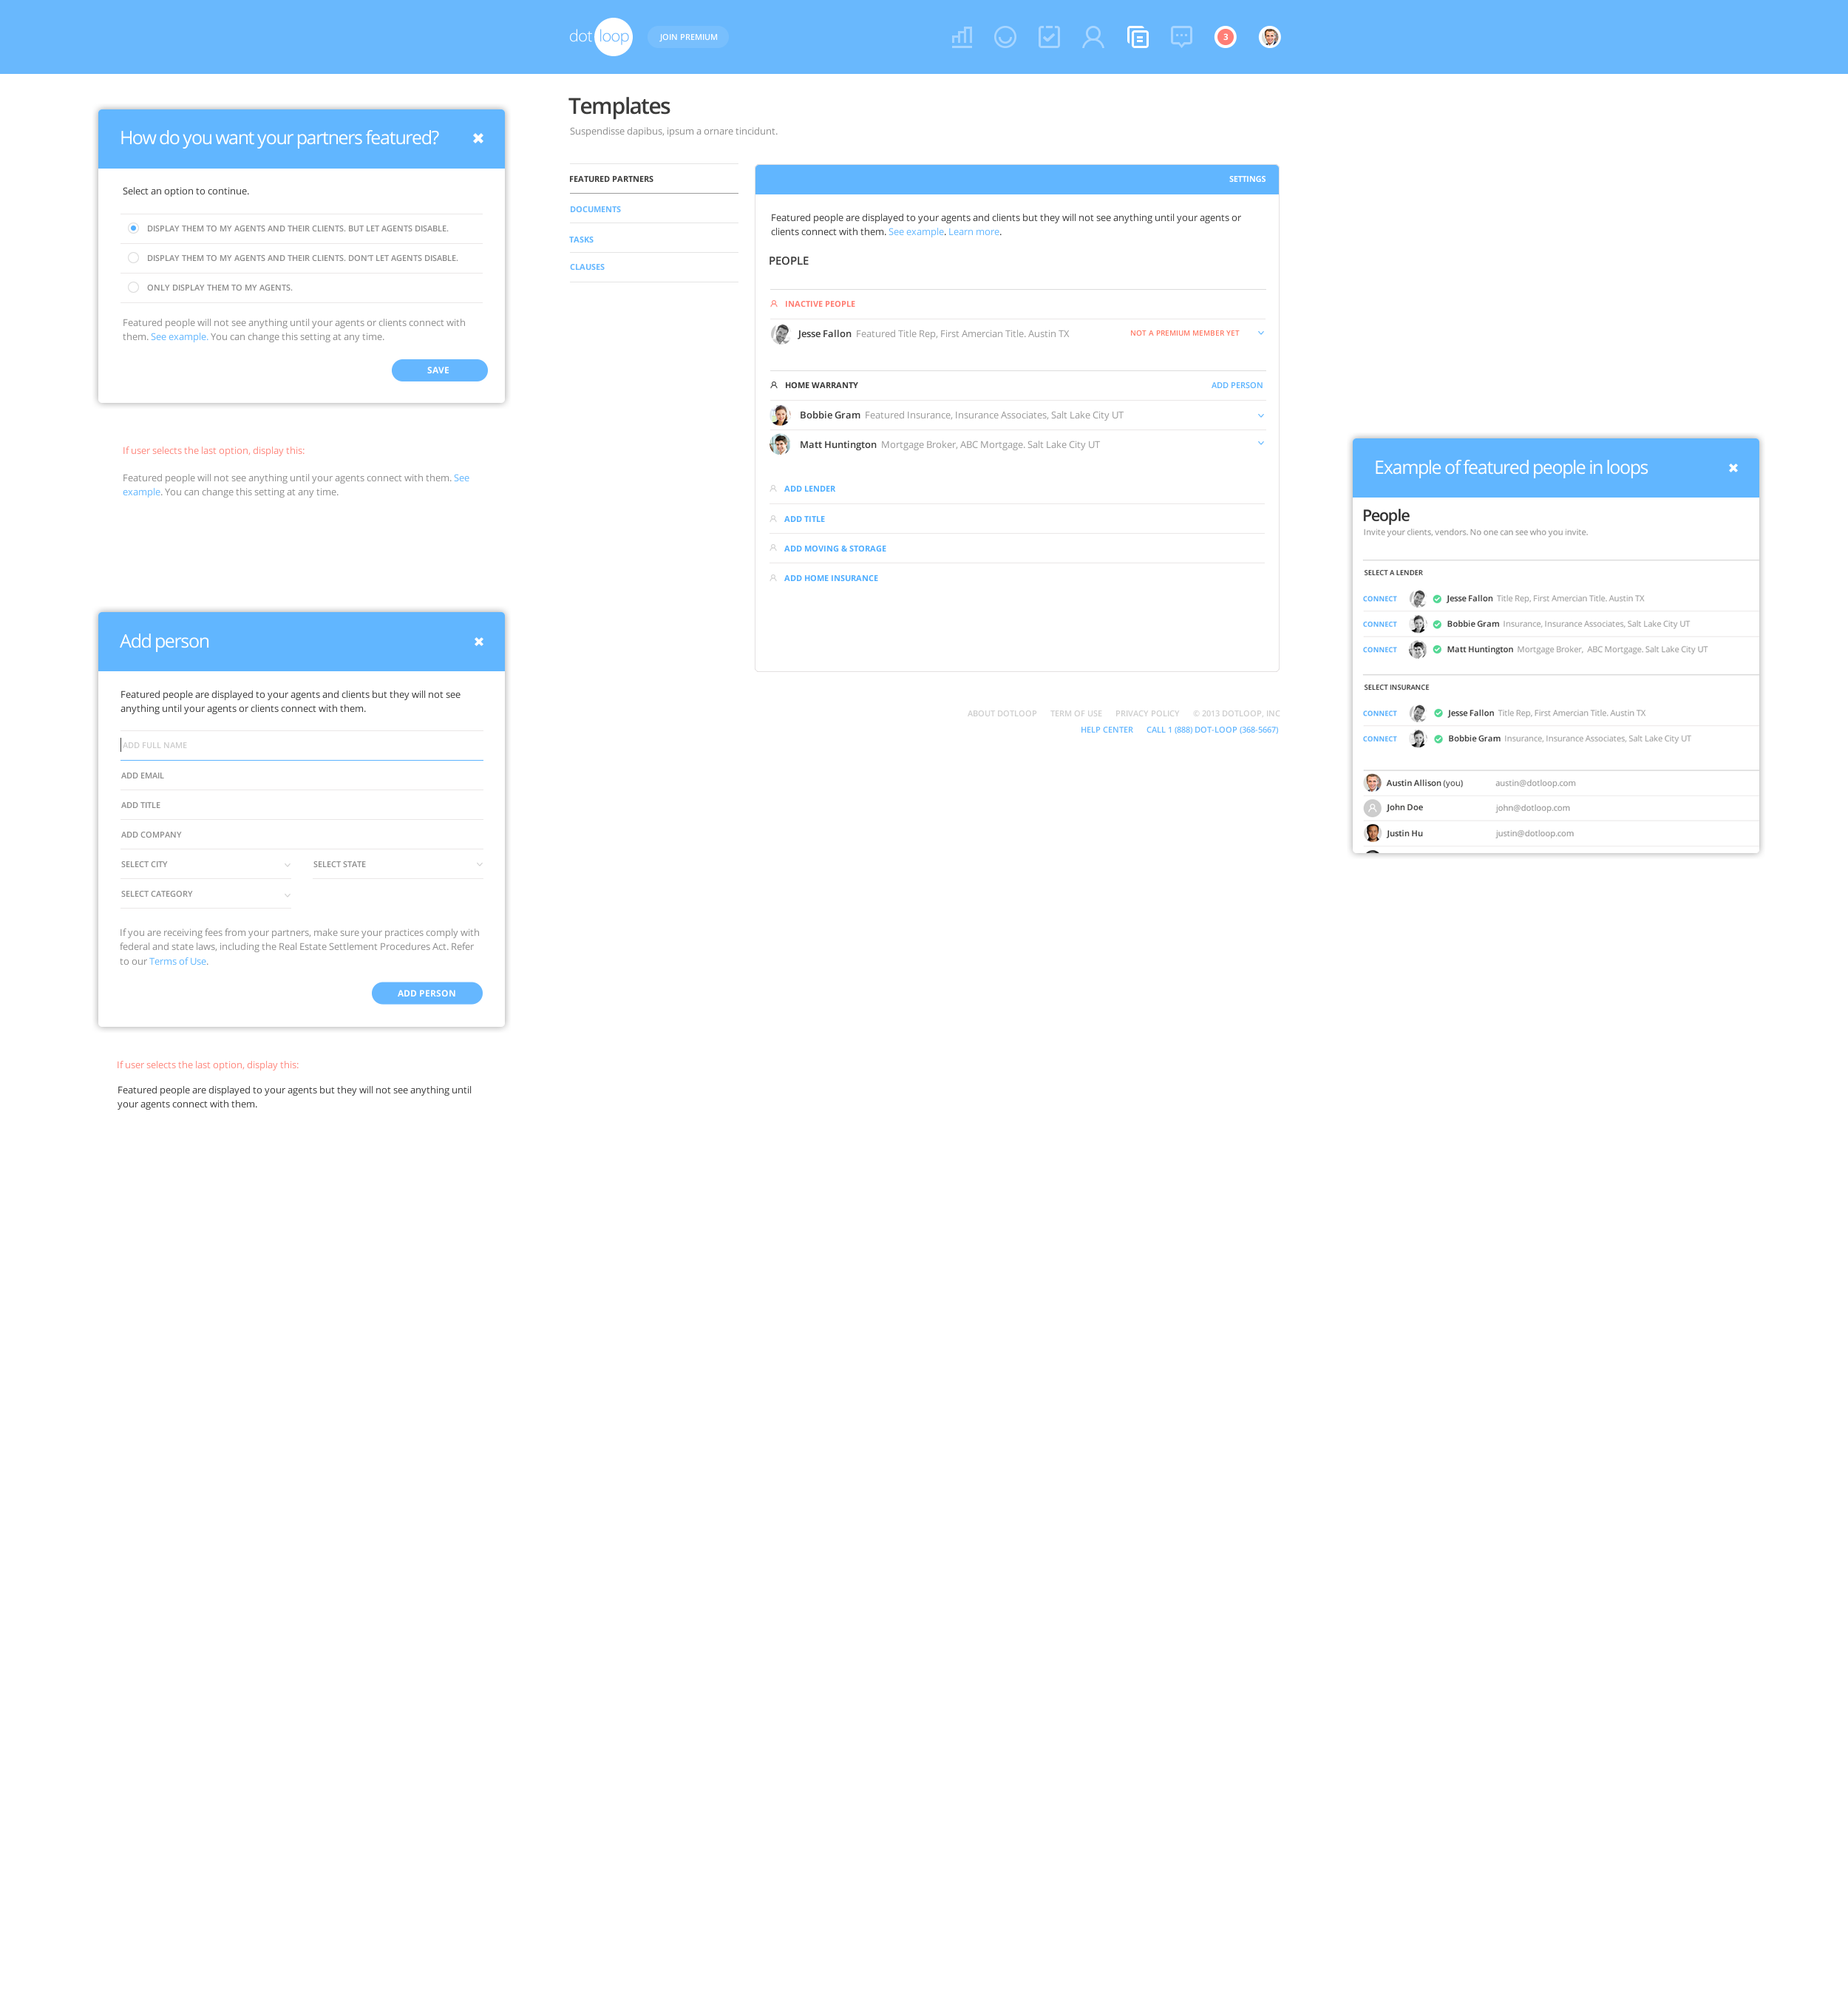 dot loop
JOIN PREMIUM
3
How do you want your partners featured?
Select an option to continue.
DISPLAY THEM TO MY AGENTS AND THEIR CLIENTS. BUT LET AGENTS DISABLE.
DISPLAY THEM TO MY AGENTS AND THEIR CLIENTS. DON'T LET AGENTS DISABLE.
ONLY DISPLAY THEM TO MY AGENTS.
Featured people will not see anything until your agents or clients connect with
them. See example. You can change this setting at any time.
SAVE
If user selects the last option, display this:
Featured people will not see anything until your agents connect with them. See
example. You can change this setting at any time.
Add person
Featured people are displayed to your agents and clients but they will not see
anything until your agents or clients connect with them.
ADD FULL NAME
ADD EMAIL
ADD TITLE
ADD COMPANY
SELECT CITY
SELECT STATE
SELECT CATEGORY
If you are receiving fees from your partners, make sure your practices comply with
federal and state laws, including the Real Estate Settlement Procedures Act. Refer
to our Terms of Use.
ADD PERSON
If user selects the last option, display this:
Featured people are displayed to your agents but they will not see anything until
your agents connect with them.
Templates
Suspendisse dapibus, ipsum a ornare tincidunt.
FEATURED PARTNERS
DOCUMENTS
TASKS
CLAUSES
SETTINGS
Featured people are displayed to your agents and clients but they will not see anything until your agents or
clients connect with them. See example. Learn more.
PEOPLE
INACTIVE PEOPLE
Jesse Fallon Featured Title Rep, First Amercian Title. Austin TX NOT A PREMIUM MEMBER YET
HOME WARRANTY ADD PERSON
Bobbie Gram Featured Insurance, Insurance Associates, Salt Lake City UT
Matt Huntington Mortgage Broker, ABC Mortgage. Salt Lake City UT
ADD LENDER
ADD TITLE
ADD MOVING & STORAGE
ADD HOME INSURANCE
ABOUT DOTLOOP TERM OF USE PRIVACY POLICY © 2013 DOTLOOP, INC
HELP CENTER CALL 1 (888) DOT-LOOP (368-5667)
Example of featured people in loops
People
Invite your clients, vendors. No one can see who you invite.
SELECT A LENDER
CONNECT Jesse Fallon Title Rep, First Amercian Title. Austin TX
CONNECT Bobbie Gram Insurance, Insurance Associates, Salt Lake City UT
CONNECT Matt Huntington Mortgage Broker, ABC Mortgage. Salt Lake City UT
SELECT INSURANCE
CONNECT Jesse Fallon Title Rep, First Amercian Title, Austin TX
CONNECT Bobbie Gram Insurance, Insurance Associates, Salt Lake City UT
Austin Allison (you) austin@dotloop.com
John Doe john@dotloop.com
Justin Hu justin@dotloop.com